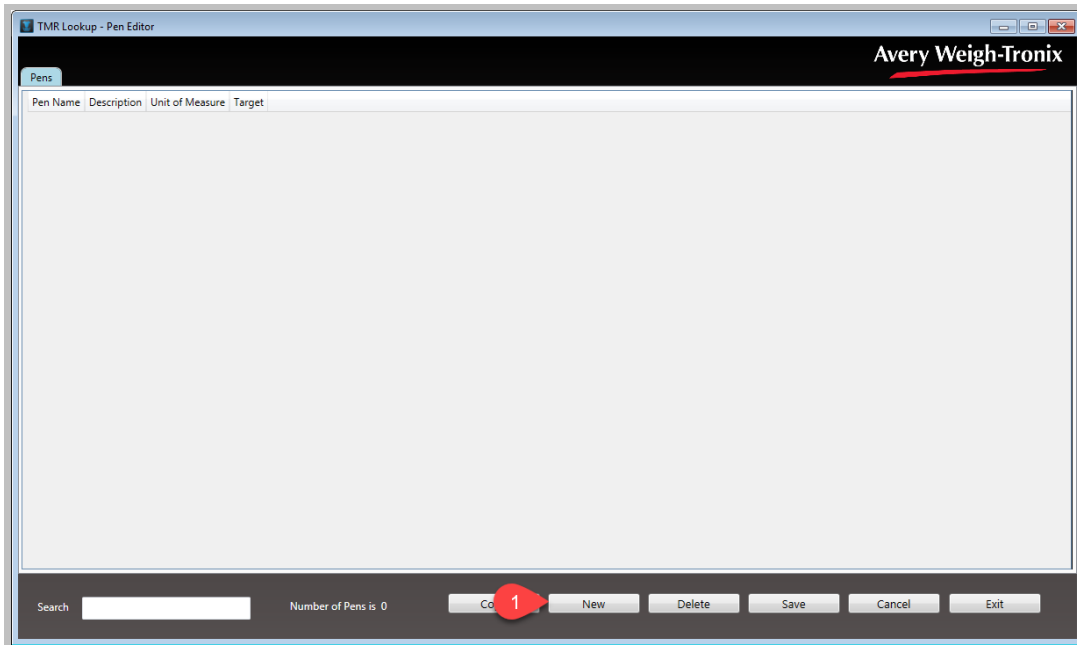 TMR Lookup - Pen Editor
Avery Weigh-Tronix
Pens
Pen Name Description Unit of Measure Target
Search Number of Pens is 0 1 New Delete Save Cancel Exit